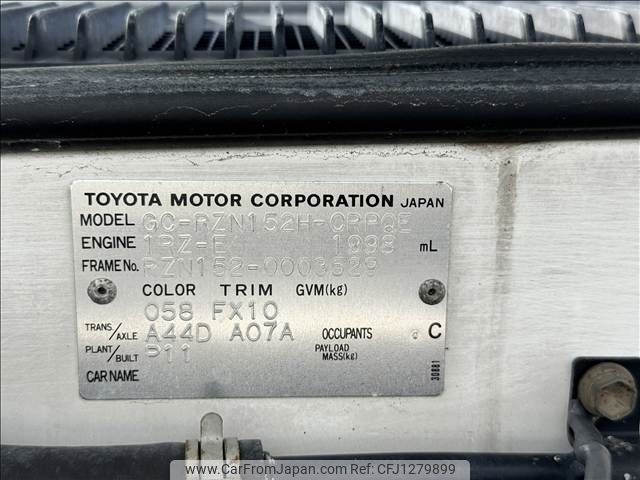 TOYOTA MOTOR CORPORATION JAPAN
MODEL GC-RZN152H-CRPQE
ENGINE 1RZ-E 1998 mL
FRAME No. RZN152-0003529
COLOR TRIM GVM(kg)
058 FX10
TRANS/AXLE A44D A07A OCCUPANTS C
PLANT/BUILT P11 PAYLOAD MASS(kg)
CAR NAME
30881
www.CarFromJapan.com | Ref No. CFJ1279899